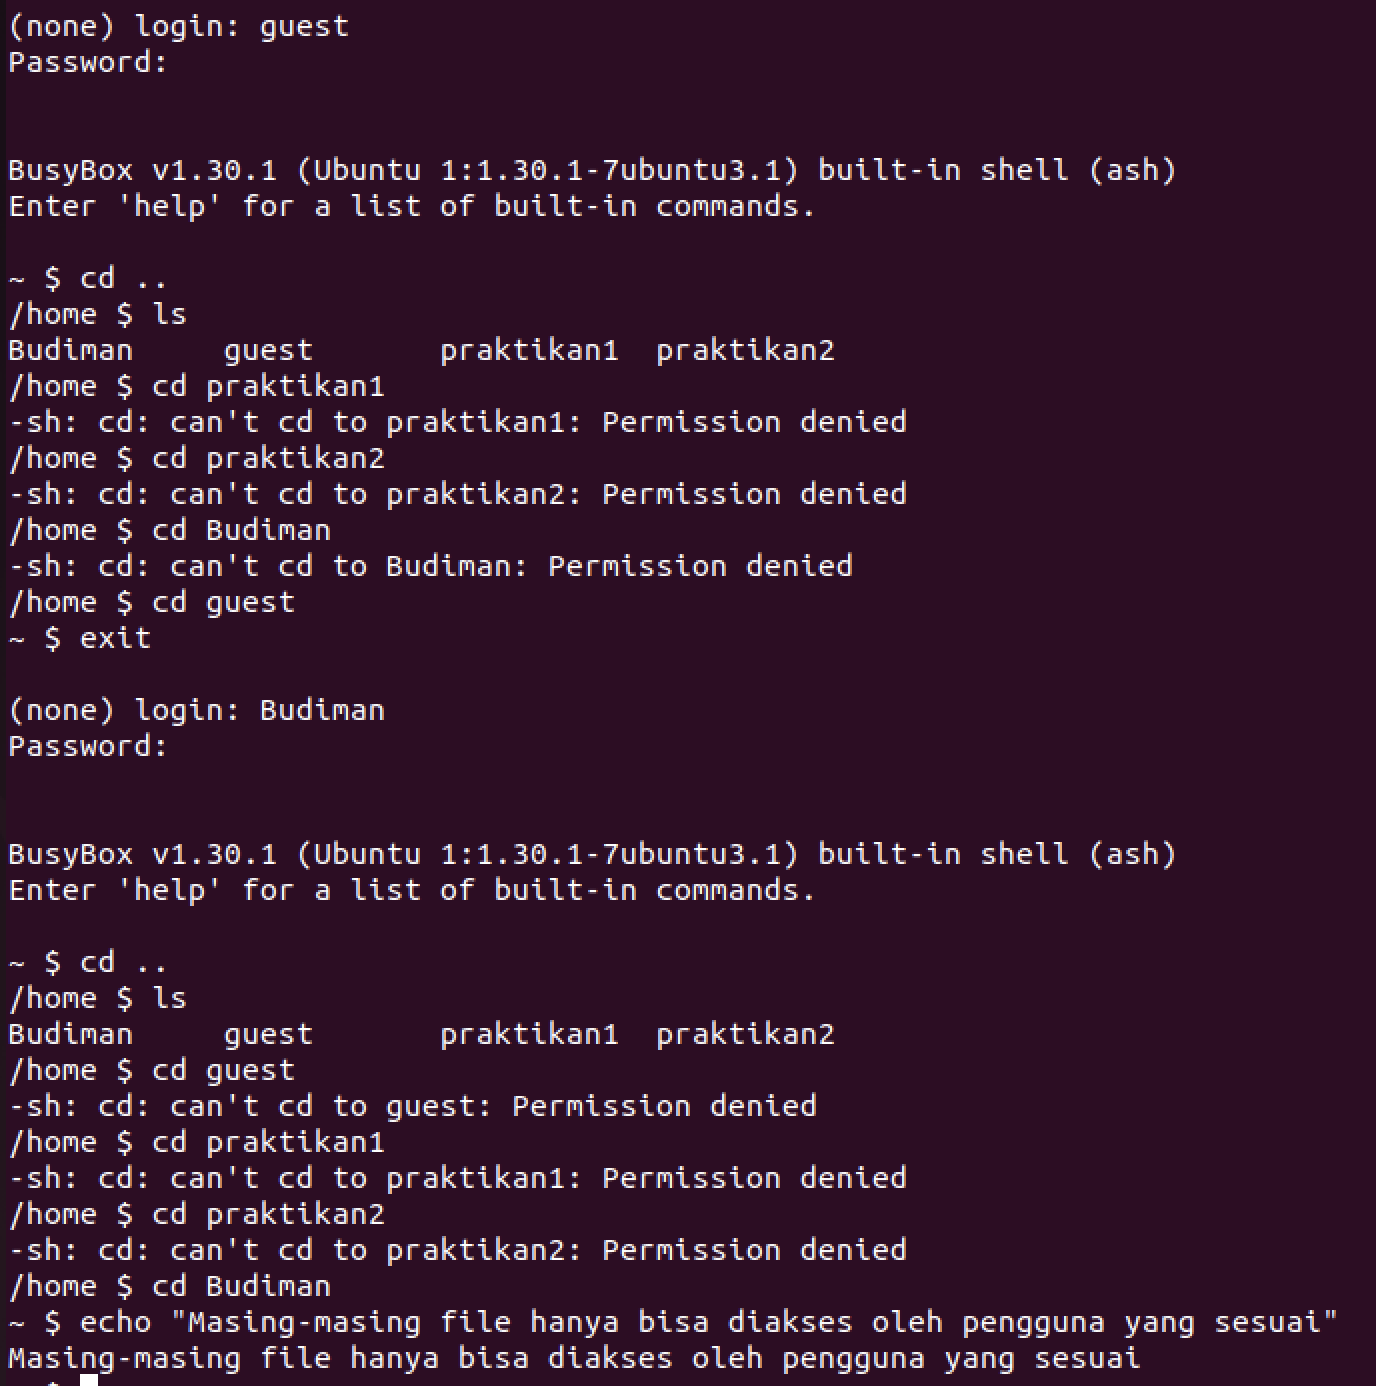 (none) login: guest
Password:
BusyBox v1.30.1 (Ubuntu 1:1.30.1-7ubuntu3.1) built-in shell (ash)
Enter 'help' for a list of built-in commands.
~ $ cd ..
/home $ ls
Budiman     guest       praktikan1  praktikan2
/home $ cd praktikan1
-sh: cd: can't cd to praktikan1: Permission denied
/home $ cd praktikan2
-sh: cd: can't cd to praktikan2: Permission denied
/home $ cd Budiman
-sh: cd: can't cd to Budiman: Permission denied
/home $ cd guest
~ $ exit
(none) login: Budiman
Password:
BusyBox v1.30.1 (Ubuntu 1:1.30.1-7ubuntu3.1) built-in shell (ash)
Enter 'help' for a list of built-in commands.
~ $ cd ..
/home $ ls
Budiman     guest       praktikan1  praktikan2
/home $ cd guest
-sh: cd: can't cd to guest: Permission denied
/home $ cd praktikan1
-sh: cd: can't cd to praktikan1: Permission denied
/home $ cd praktikan2
-sh: cd: can't cd to praktikan2: Permission denied
/home $ cd Budiman
~ $ echo "Masing-masing file hanya bisa diakses oleh pengguna yang sesuai"
Masing-masing file hanya bisa diakses oleh pengguna yang sesuai